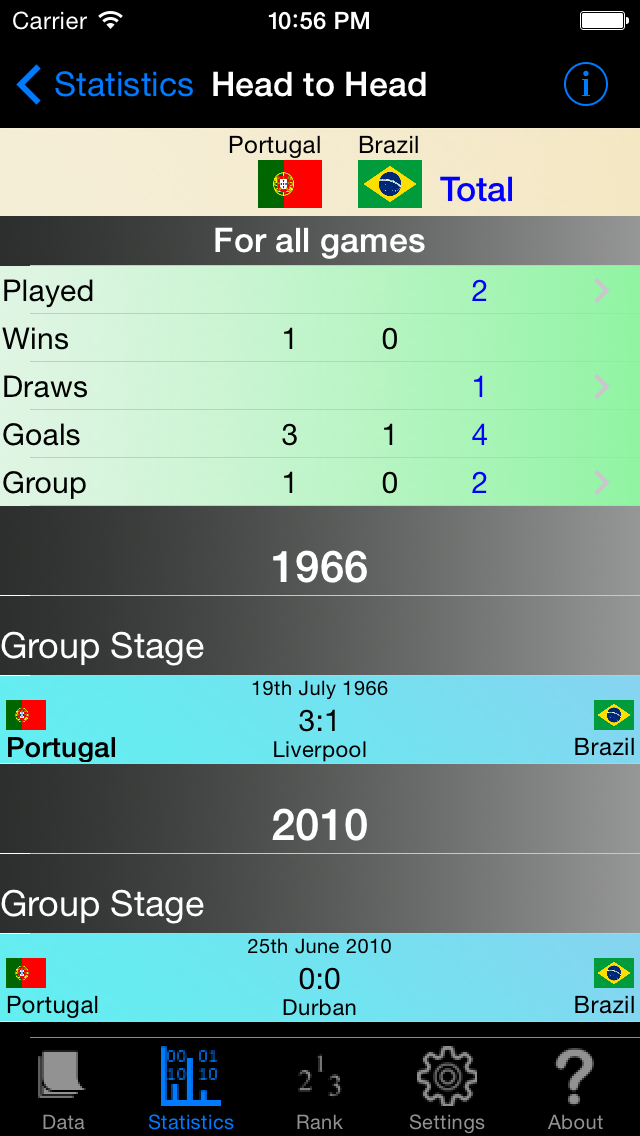 Carrier 10:56 PM
Statistics Head to Head i
Portugal Brazil
Total
For all games
Played 2
Wins 1 0
Draws 1
Goals 3 1 4
Group 1 0 2
1966
Group Stage
19th July 1966
3:1
Portugal Liverpool Brazil
2010
Group Stage
25th June 2010
0:0
Portugal Durban Brazil
00 01
10 10
2 1 3
?
Data Statistics Rank Settings About